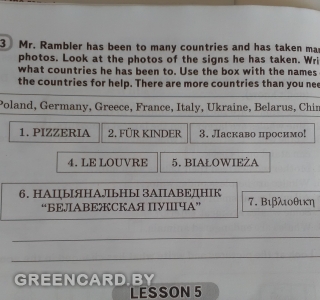 3 Mr. Rambler has been to many countries and has taken
photos. Look at the photos of the signs he has taken.
what countries he has been to. Use the box with the names
the countries for help. There are more countries than you
Poland, Germany, Greece, France, Italy, Ukraine, Belarus,
1. PIZZERIA 2. FÜR KINDER 3. Ласкаво просимо!
4. LE LOUVRE 5. BIAŁOWIEŻA
6. НАЦЫЯНАЛЬНЫ ЗАПАВЕДНІК
“БЕЛАВЕЖСКАЯ ПУШЧА”
7. Βιβλιοθικη
LESSON 5
GREENCARD.BY